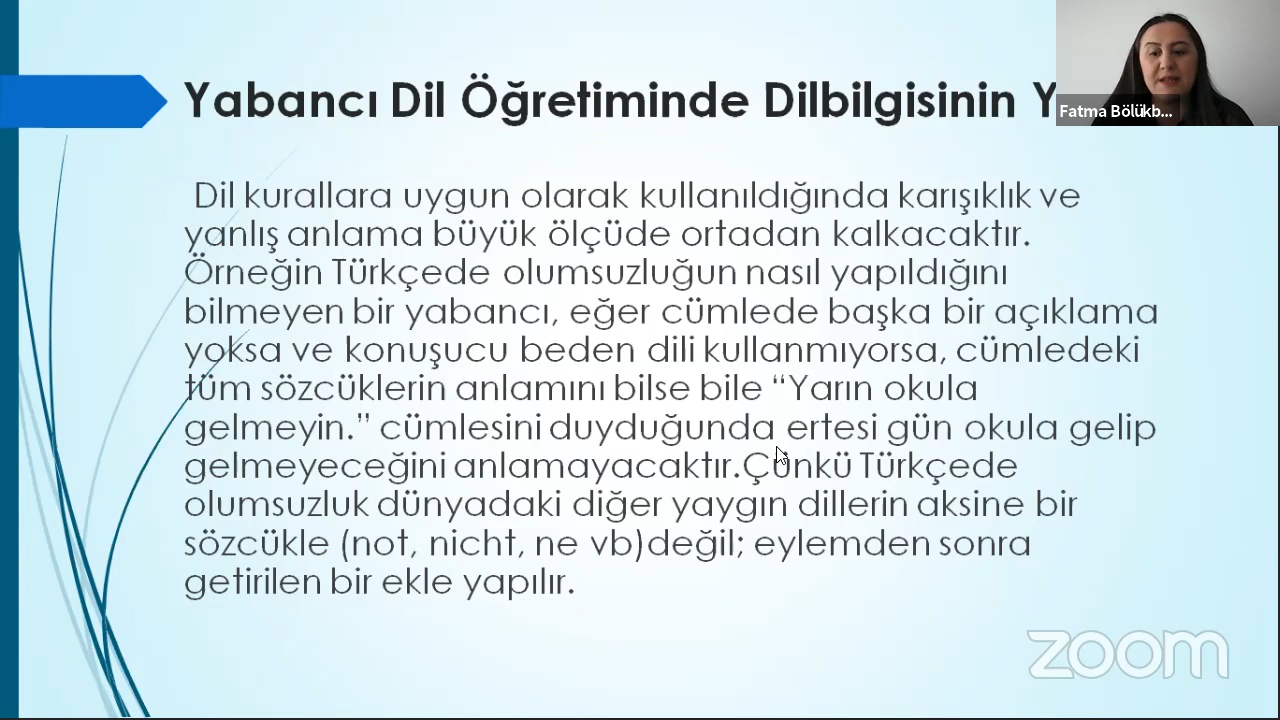 Yabancı Dil Öğretiminde Dilbilgisinin Y
Fatma Bölükb...
Dil kurallara uygun olarak kullanıldığında karışıklık ve
yanlış anlama büyük ölçüde ortadan kalkacaktır.
Örneğin Türkçede olumsuzluğun nasıl yapıldığını
bilmeyen bir yabancı, eğer cümlede başka bir açıklama
yoksa ve konuşucu beden dili kullanmıyorsa, cümledeki
tüm sözcüklerin anlamını bilse bile “Yarın okula
gelmeyin.” cümlesini duyduğunda ertesi gün okula gelip
gelmeyeceğini anlamayacaktır.Çünkü Türkçede
olumsuzluk dünyadaki diğer yaygın dillerin aksine bir
sözcükle (not, nicht, ne vb)değil; eylemden sonra
getirilen bir ekle yapılır.
zoom